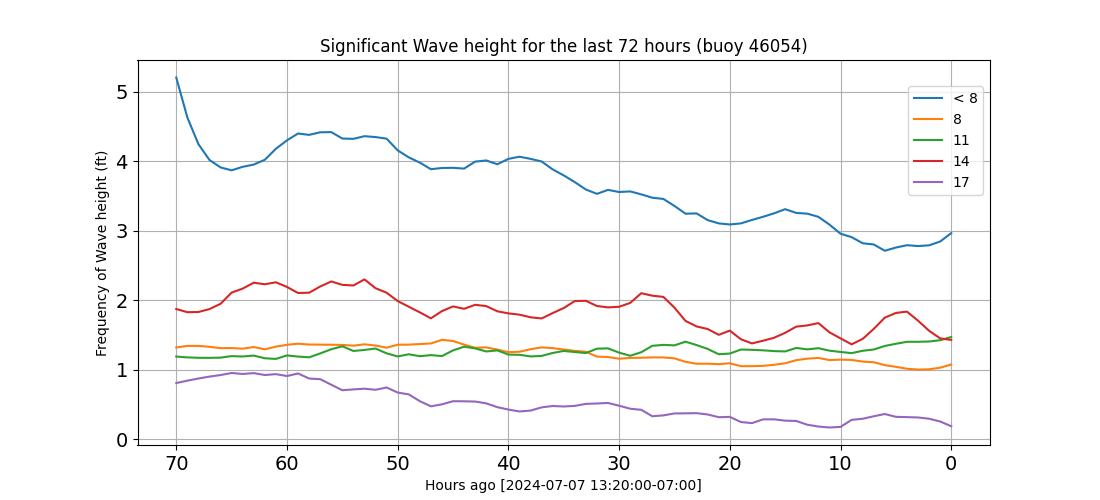 Significant Wave height for the last 72 hours (buoy 46054)
Frequency of Wave height (ft)
5
4
3
2
1
0
< 8
8
11
14
17
70 60 50 40 30 20 10 0
Hours ago [2024-07-07 13:20:00-07:00]